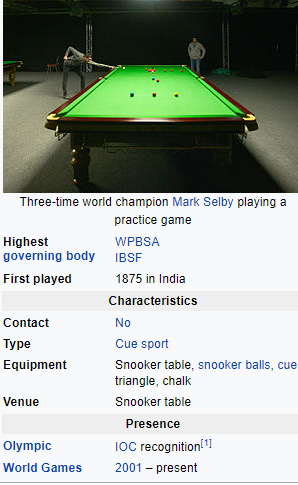 Three-time world champion Mark Selby playing a
practice game
Highest WPBSA
governing body IBSF
First played 1875 in India
Characteristics
Contact No
Type Cue sport
Equipment Snooker table, snooker balls, cue
triangle, chalk
Venue Snooker table
Presence
Olympic IOC recognition[1]
World Games 2001 – present